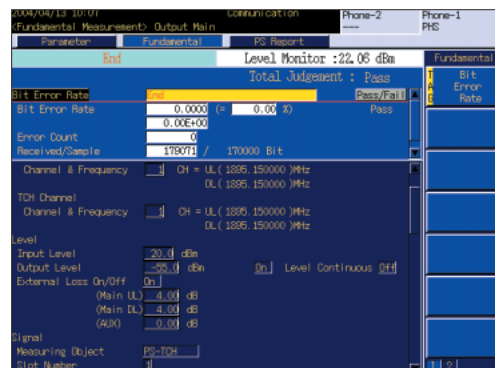 2004/04/13 10:07 Communication Phone-2 Phone-1
<Fundamental Measurement> Output Main ---- PHS
Parameter Fundamental PS Report
End Level Monitor :22.06 dBm Fundamental
Total Judgement : Pass
Bit Error Rate End Pass/Fail
Bit Error Rate 0.0000 (= 0.00 %) Pass
0.00E+00
Error Count 0
Received/Sample 179071 / 170000 Bit
TAG Bit Error Rate
Channel & Frequency 1 CH = UL( 1895.150000 )MHz
DL( 1895.150000 )MHz
TCH Channel
Channel & Frequency 1 CH = UL( 1895.150000 )MHz
DL( 1895.150000 )MHz
Level
Input Level 20.0 dBm
Output Level -55.0 dBm On Level Continuous Off
External Loss On/Off On
(Main UL) 4.00 dB
(Main DL) 4.00 dB
(AUX) 0.00 dB
Signal
Measuring Object PS-TCH
Slot Number 1
1 2